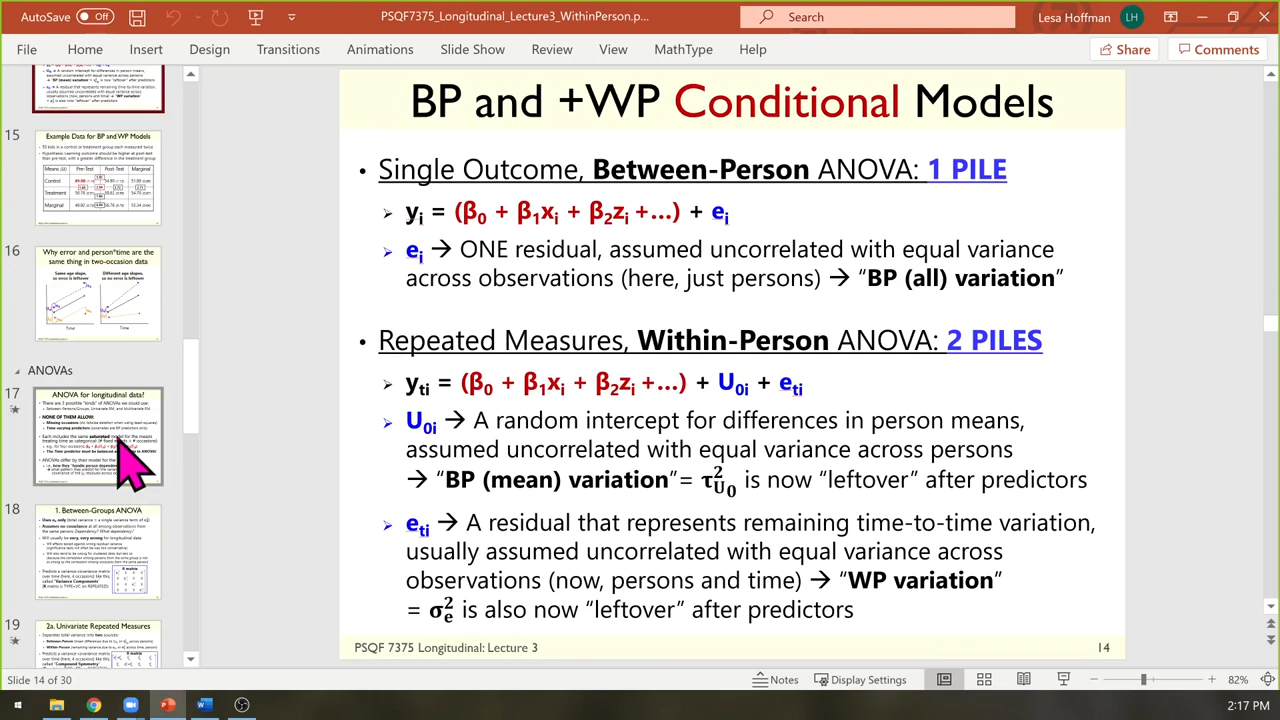 AutoSave Off
PSQF7375_Longitudinal_Lecture3_WithinPerson.p...
Search
Lesa Hoffman LH
File Home Insert Design Transitions Animations Slide Show Review View MathType Help Share Comments
15
Example Data for BP and WP Models
16
Why error and person*time are the
same thing in two-occasion data
Time Time
ANOVAs
17
ANOVA for longitudinal data?
18
1. Between-Groups ANOVA
19
2a. Univariate Repeated Measures
BP and +WP Conditional Models
• Single Outcome, Between-Person ANOVA: 1 PILE
➢ yi = (β0 + β1xi + β2zi +…) + ei
➢ ei → ONE residual, assumed uncorrelated with equal variance
across observations (here, just persons) → “BP (all) variation”
• Repeated Measures, Within-Person ANOVA: 2 PILES
➢ yti = (β0 + β1xi + β2zi +…) + U0i + eti
➢ U0i → A random intercept for differences in person means,
assumed uncorrelated with equal variance across persons
→ “BP (mean) variation”= τ²U0 is now “leftover” after predictors
➢ eti → A residual that represents remaining time-to-time variation,
usually assumed uncorrelated with equal variance across
observations (now, persons and time) → “WP variation”
= σ²e is also now “leftover” after predictors
PSQF 7375 Longitudinal: Lecture 3 14
Slide 14 of 30 Notes Display Settings 82%
2:17 PM